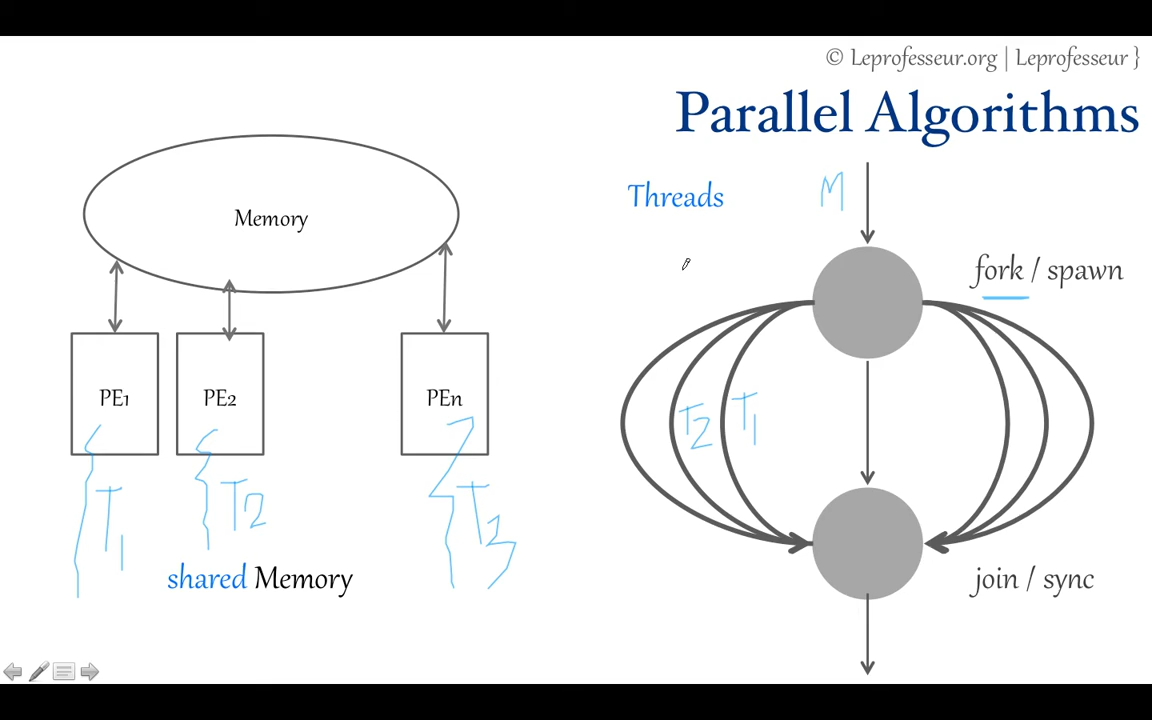 © Leprofesseur.org | Leprofesseur }
Parallel Algorithms
Threads
M
Memory
fork / spawn
PE1
PE2
PEn
T2
T1
T1
T2
T3
shared Memory
join / sync